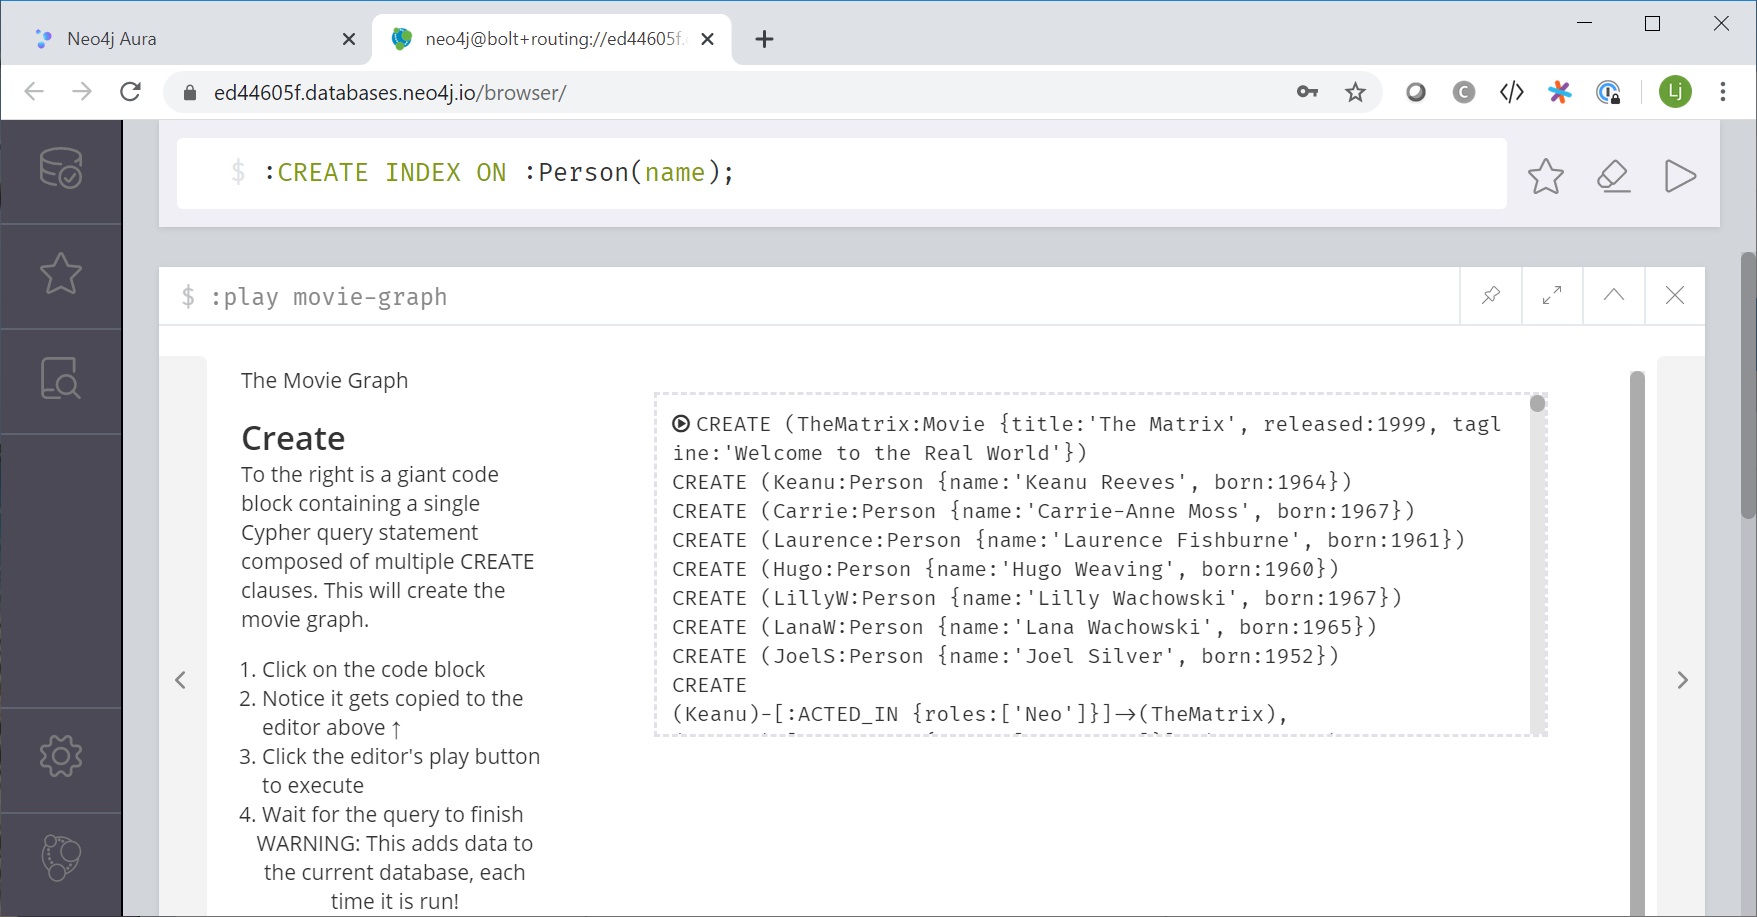 Neo4j Aura
neo4j@bolt+routing://ed44605f.
ed44605f.databases.neo4j.io/browser/
C
Lj
$ :CREATE INDEX ON :Person(name);
$ :play movie-graph
The Movie Graph
Create
To the right is a giant code
block containing a single
Cypher query statement
composed of multiple CREATE
clauses. This will create the
movie graph.
1. Click on the code block
2. Notice it gets copied to the
editor above ↑
3. Click the editor's play button
to execute
4. Wait for the query to finish
WARNING: This adds data to
the current database, each
time it is run!
CREATE (TheMatrix:Movie {title:'The Matrix', released:1999, tagl
ine:'Welcome to the Real World'})
CREATE (Keanu:Person {name:'Keanu Reeves', born:1964})
CREATE (Carrie:Person {name:'Carrie-Anne Moss', born:1967})
CREATE (Laurence:Person {name:'Laurence Fishburne', born:1961})
CREATE (Hugo:Person {name:'Hugo Weaving', born:1960})
CREATE (LillyW:Person {name:'Lilly Wachowski', born:1967})
CREATE (LanaW:Person {name:'Lana Wachowski', born:1965})
CREATE (JoelS:Person {name:'Joel Silver', born:1952})
CREATE
(Keanu)-[:ACTED_IN {roles:['Neo']}]->(TheMatrix),